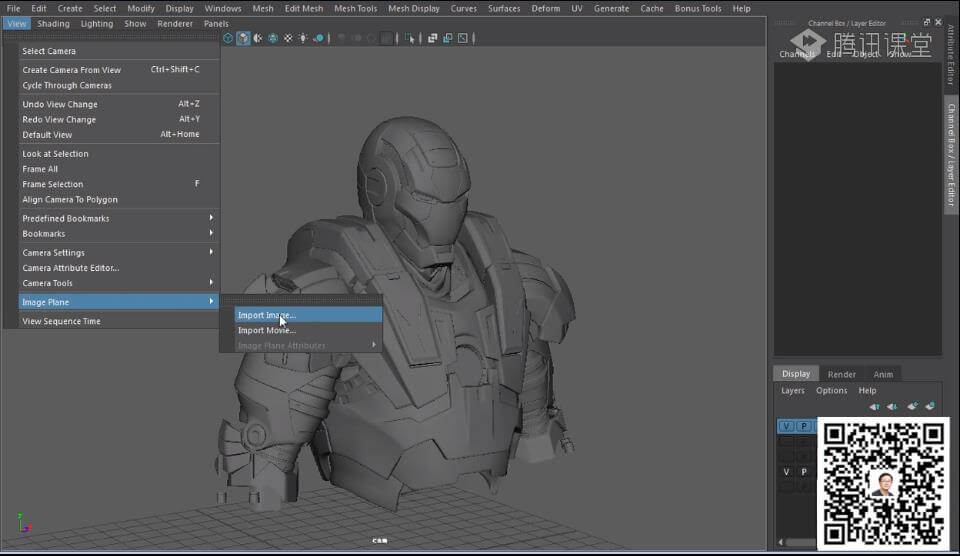 File Edit Create Select Modify Display Windows Mesh Edit Mesh Mesh Tools Mesh Display Curves Surfaces Deform UV Generate Cache Bonus Tools Help
View Shading Lighting Show Renderer Panels
Channel Box / Layer Editor
腾讯课堂
Channels Edit Object Show
Select Camera
Create Camera From View Ctrl+Shift+C
Cycle Through Cameras
Undo View Change Alt+Z
Redo View Change Alt+Y
Default View Alt+Home
Look at Selection
Frame All
Frame Selection F
Align Camera To Polygon
Predefined Bookmarks
Bookmarks
Camera Settings
Camera Attribute Editor...
Camera Tools
Image Plane
View Sequence Time
Import Image...
Import Movie...
Image Plane Attributes
Attribute Editor
Channel Box / Layer Editor
Display Render Anim
Layers Options Help
V P
V P
cam